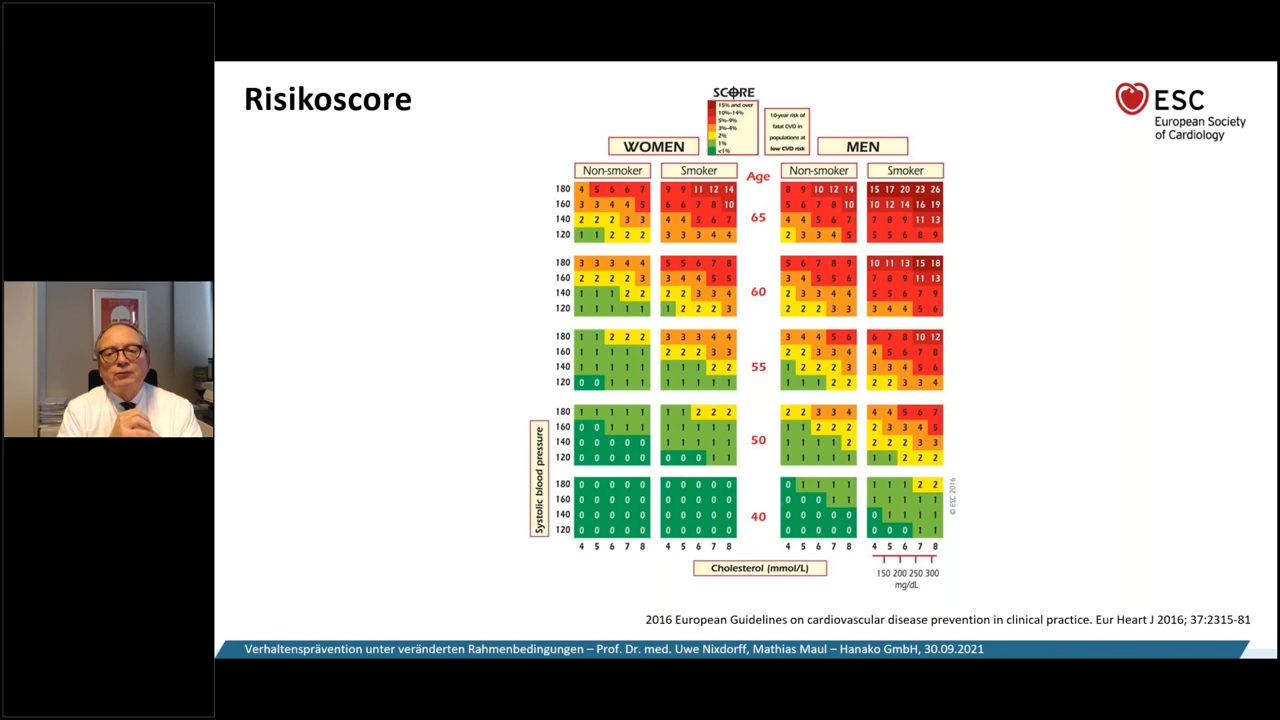 Risikoscore
SCORE
15% and over
10%–14%
5%–9%
3%–4%
2%
1%
<1%
10-year risk of
fatal CVD in
populations at
low CVD risk
ESC
European Society
of Cardiology
WOMEN
MEN
Non-smoker
Smoker
Age
Non-smoker
Smoker
180 4 5 6 6 7 9 9 11 12 14 8 9 10 12 14 15 17 20 23 26
160 3 3 4 4 5 6 6 7 8 10 5 6 7 8 10 10 12 14 16 19
65
140 2 2 2 3 3 4 4 5 6 7 4 4 5 6 7 7 8 9 11 13
120 1 1 2 2 2 3 3 3 4 4 2 3 3 4 5 5 5 6 8 9
180 3 3 3 4 4 5 5 6 7 8 5 6 7 8 9 10 11 13 15 18
160 2 2 2 2 3 3 4 4 5 5 3 4 5 5 6 7 8 9 11 13
60
140 1 1 1 2 2 2 2 3 3 4 2 3 3 4 4 5 5 6 7 9
120 1 1 1 1 1 1 2 2 2 3 2 2 2 3 3 3 4 4 5 6
180 1 1 2 2 2 3 3 3 4 4 3 4 4 5 6 6 7 8 10 12
160 1 1 1 1 1 2 2 2 3 3 2 2 3 3 4 4 5 6 7 8
55
140 1 1 1 1 1 1 1 1 2 2 1 2 2 2 3 3 3 4 5 6
120 0 0 1 1 1 1 1 1 1 1 1 1 1 2 2 2 2 3 3 4
180 1 1 1 1 1 1 1 2 2 2 2 2 3 3 4 4 4 5 6 7
160 0 0 1 1 1 1 1 1 1 1 1 1 2 2 2 2 3 3 4 5
50
140 0 0 0 0 0 1 1 1 1 1 1 1 1 1 2 2 2 2 3 3
120 0 0 0 0 0 0 0 0 1 1 1 1 1 1 1 1 1 2 2 2
180 0 0 0 0 0 0 0 0 0 0 0 1 1 1 1 1 1 1 2 2
160 0 0 0 0 0 0 0 0 0 0 0 0 0 1 1 1 1 1 1 1
40
140 0 0 0 0 0 0 0 0 0 0 0 0 0 0 0 0 1 1 1 1
120 0 0 0 0 0 0 0 0 0 0 0 0 0 0 0 0 0 0 1 1
4 5 6 7 8 4 5 6 7 8 4 5 6 7 8 4 5 6 7 8
Systolic blood pressure
Cholesterol (mmol/L)
150 200 250 300
mg/dL
© ESC 2016
2016 European Guidelines on cardiovascular disease prevention in clinical practice. Eur Heart J 2016; 37:2315-81
Verhaltensprävention unter veränderten Rahmenbedingungen – Prof. Dr. med. Uwe Nixdorff, Mathias Maul – Hanako GmbH, 30.09.2021